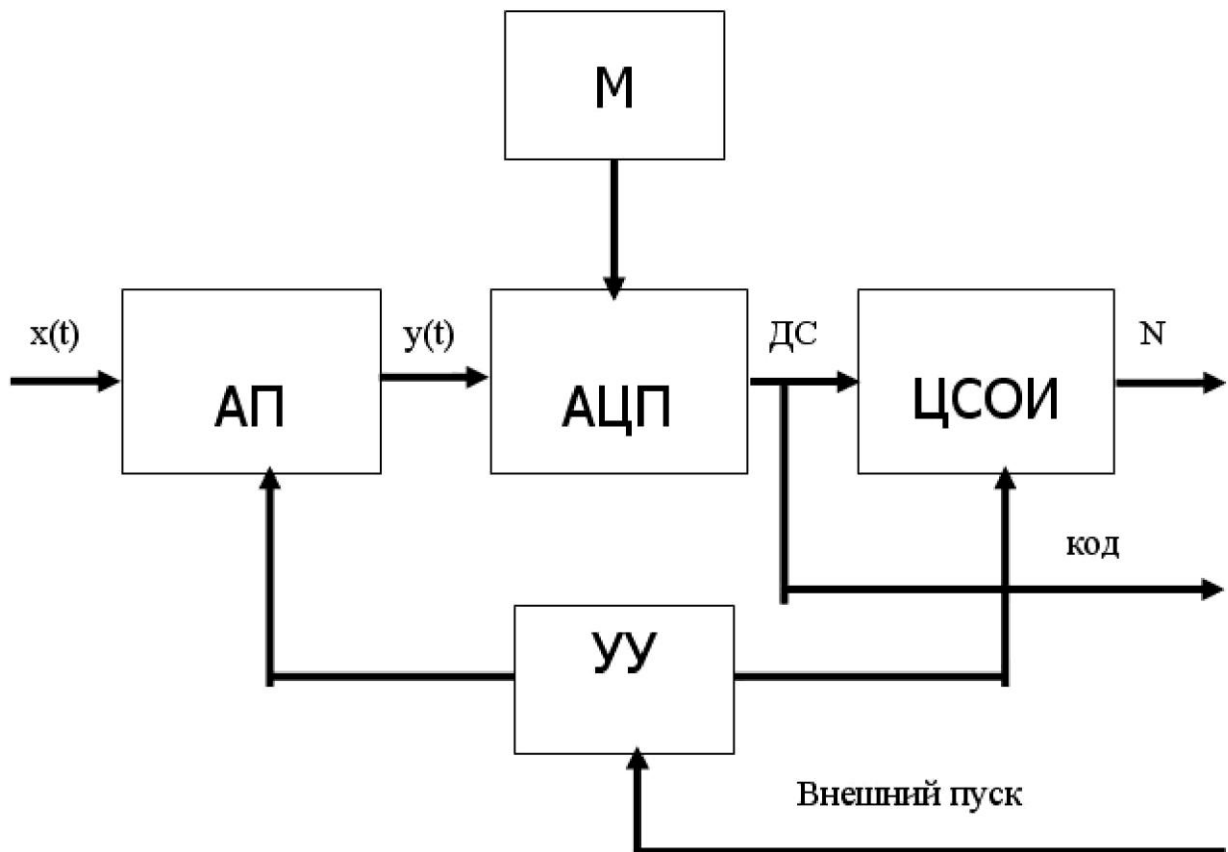 М
x(t)
АП
y(t)
АЦП
ДС
ЦСОИ
N
код
УУ
Внешний пуск